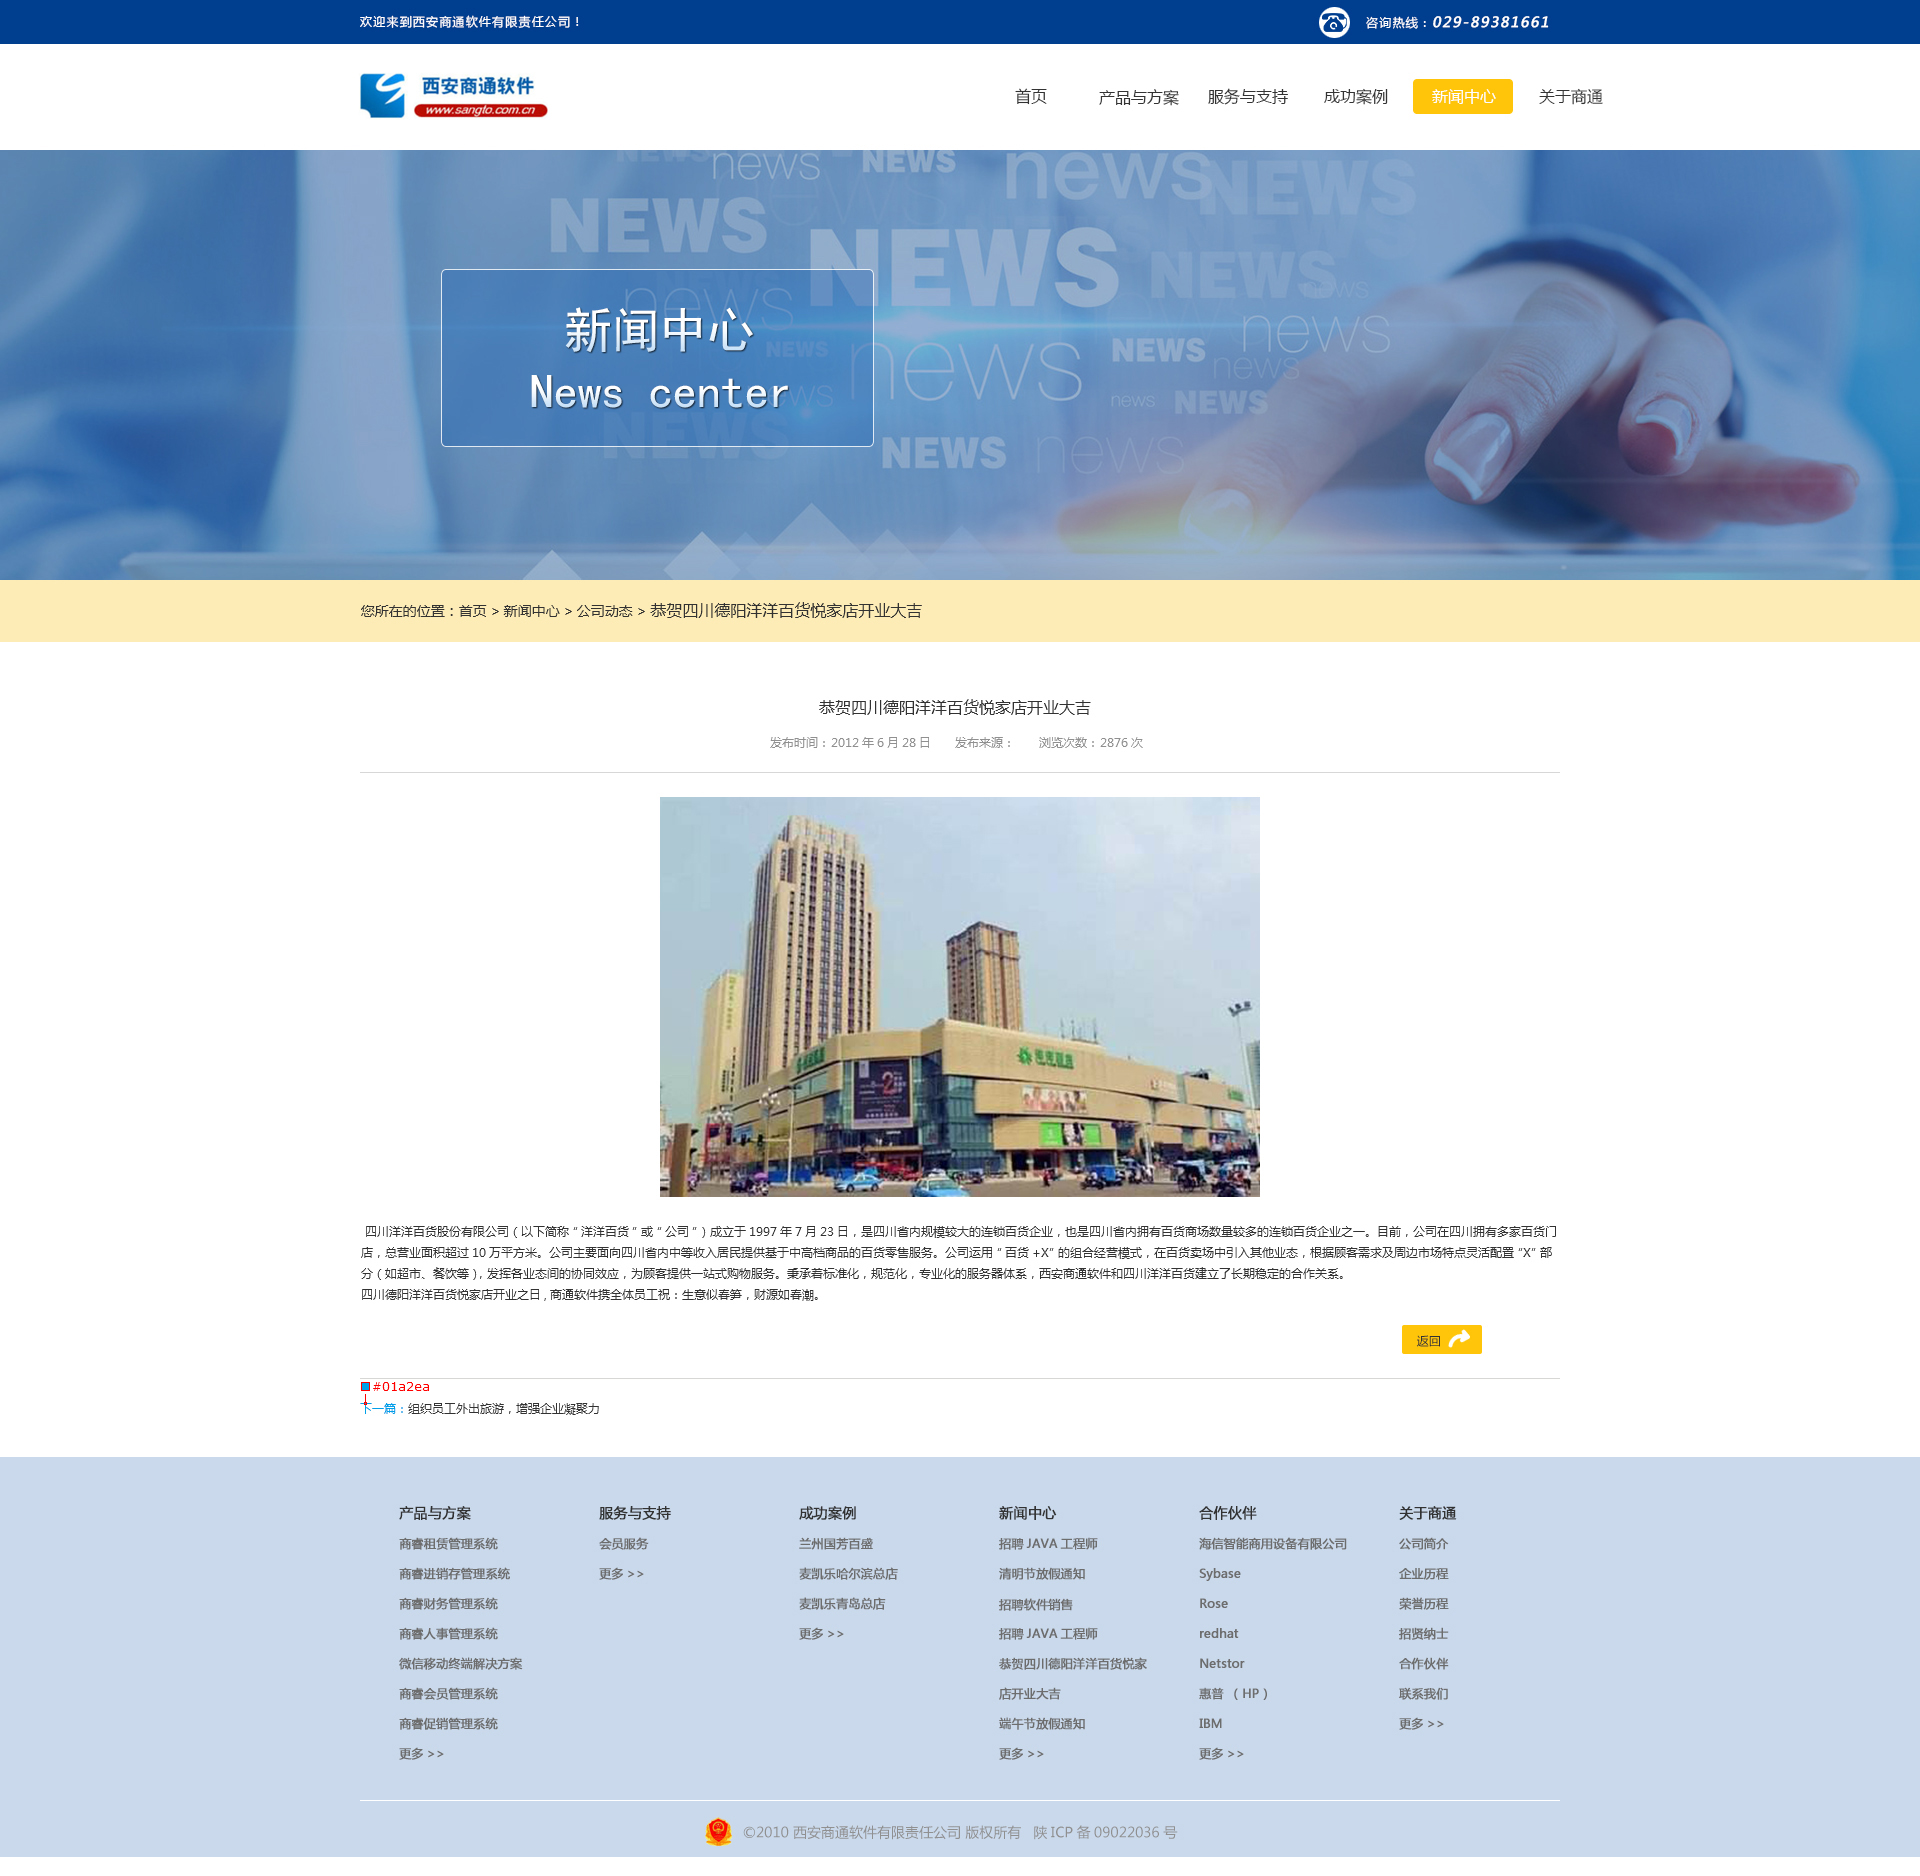 欢迎来到西安商通软件有限责任公司！
咨询热线：029-89381661
西安商通软件
www.sangto.com.cn
首页 产品与方案 服务与支持 成功案例 新闻中心 关于商通
NEWS news NEWS news NEWS
NEWS NEWS NEWS
news news news
NEWS news NEWS news
news NEWS
NEWS NEWS news
新闻中心
News center
您所在的位置：首页 > 新闻中心 > 公司动态 > 恭贺四川德阳洋洋百货悦家店开业大吉
恭贺四川德阳洋洋百货悦家店开业大吉
发布时间：2012 年 6 月 28 日 发布来源： 浏览次数：2876 次
四川洋洋百货股份有限公司（以下简称 " 洋洋百货 " 或 " 公司 "）成立于 1997 年 7 月 23 日，是四川省内规模较大的连锁百货企业，也是四川省内拥有百货商场数量较多的连锁百货企业之一。目前，公司在四川拥有多家百货门
店，总营业面积超过 10 万平方米。公司主要面向四川省内中等收入居民提供基于中高档商品的百货零售服务。公司运用 " 百货 +X" 的组合经营模式，在百货卖场中引入其他业态，根据顾客需求及周边市场特点灵活配置 "X" 部
分（如超市、餐饮等），发挥各业态间的协同效应，为顾客提供一站式购物服务。秉承着标准化，规范化，专业化的服务器体系，西安商通软件和四川洋洋百货建立了长期稳定的合作关系。
四川德阳洋洋百货悦家店开业之日 , 商通软件携全体员工祝：生意似春笋，财源如春潮。
返回
#01a2ea
下一篇：组织员工外出旅游，增强企业凝聚力
产品与方案
商睿租赁管理系统
商睿进销存管理系统
商睿财务管理系统
商睿人事管理系统
微信移动终端解决方案
商睿会员管理系统
商睿促销管理系统
更多 >>
服务与支持
会员服务
更多 >>
成功案例
兰州国芳百盛
麦凯乐哈尔滨总店
麦凯乐青岛总店
更多 >>
新闻中心
招聘 JAVA 工程师
清明节放假通知
招聘软件销售
招聘 JAVA 工程师
恭贺四川德阳洋洋百货悦家
店开业大吉
端午节放假通知
更多 >>
合作伙伴
海信智能商用设备有限公司
Sybase
Rose
redhat
Netstor
惠普 （ HP ）
IBM
更多 >>
关于商通
公司简介
企业历程
荣誉历程
招贤纳士
合作伙伴
联系我们
更多 >>
©2010 西安商通软件有限责任公司 版权所有 陕 ICP 备 09022036 号